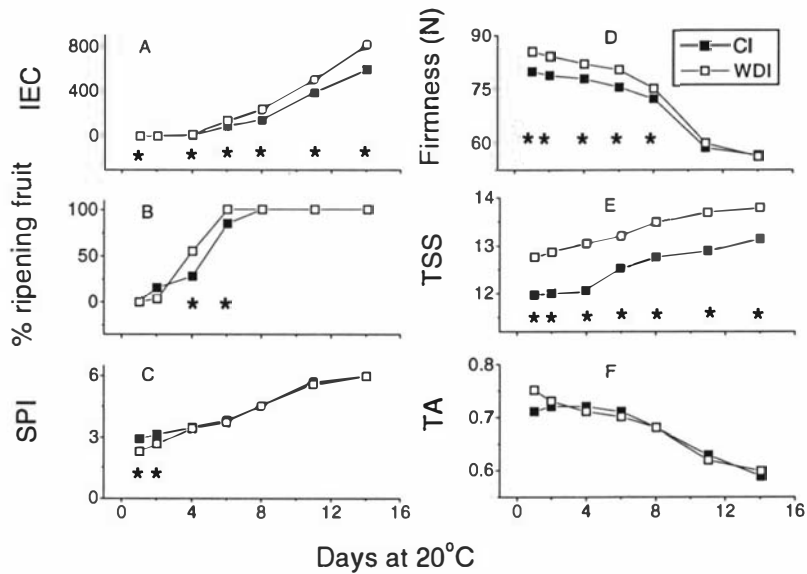 IEC
A
800
400
0
* * * * * *
% ripening fruit
B
100
50
0
* *
SPI
C
6
3
0
* *
0 4 8 12 16
Firmness (N)
D
90
75
60
* * * * *
CI
WDI
TSS
E
14
13
12
* * * * * * *
TA
F
0.8
0.7
0.6
0 4 8 12 16
Days at 20°C